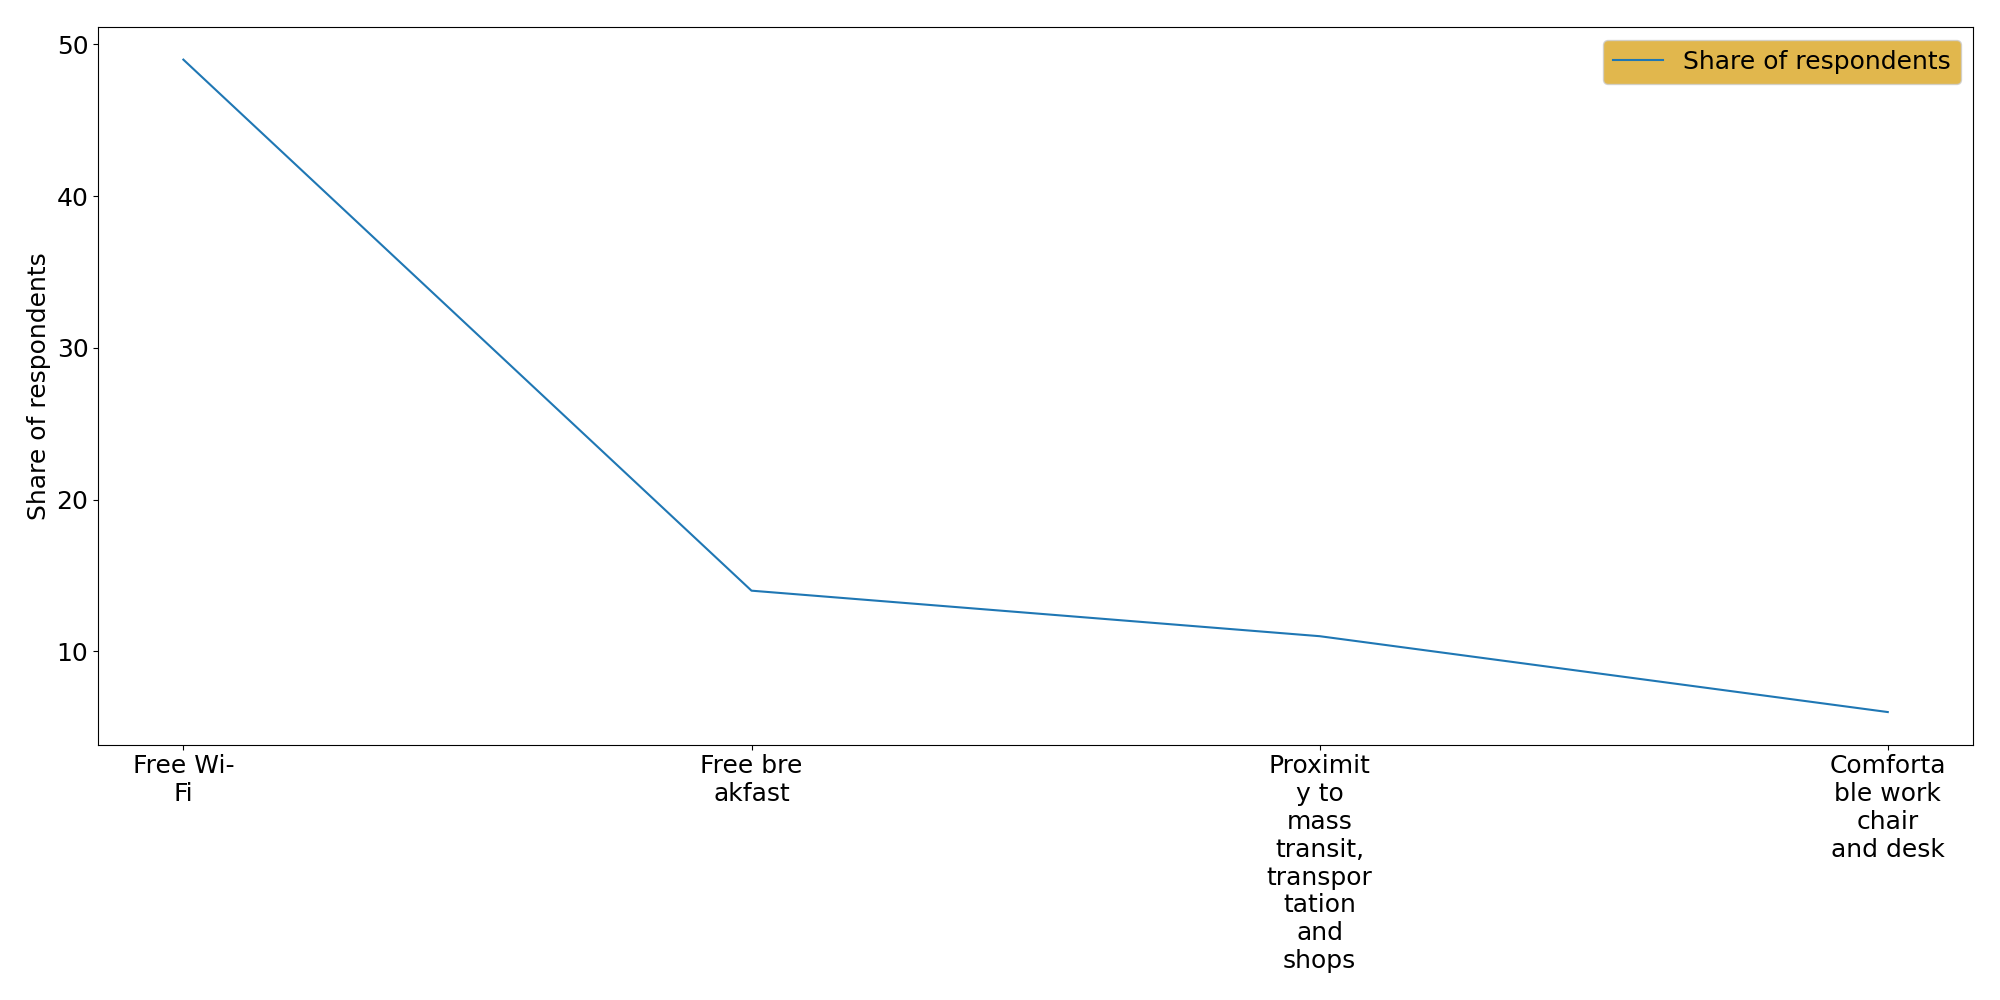 50
40
30
20
10
Share of respondents
Share of respondents
Free Wi-
Fi
Free bre
akfast
Proximit
y to
mass
transit,
transpor
tation
and
shops
Comforta
ble work
chair
and desk